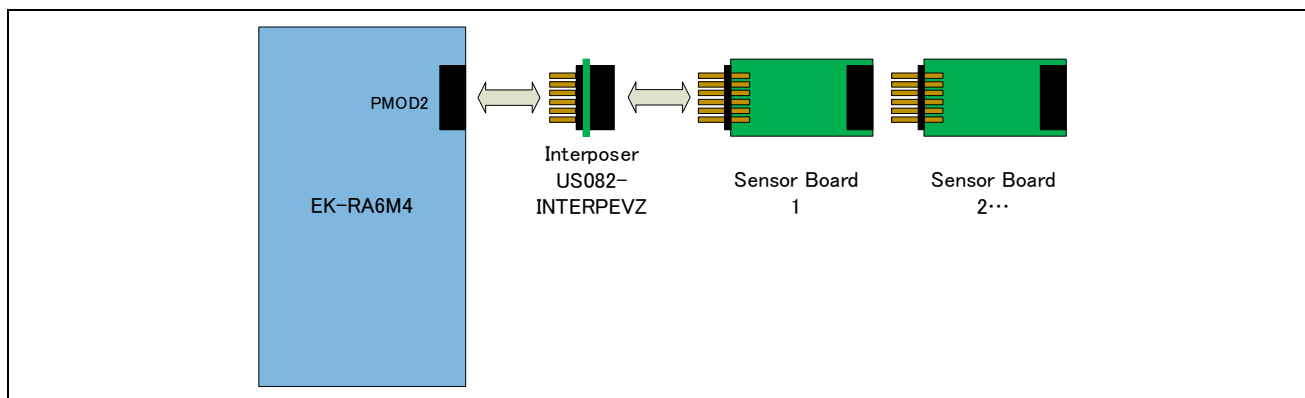 PMOD2
EK-RA6M4
Interposer
US082-
INTERPEVZ
Sensor Board
1
Sensor Board
2…